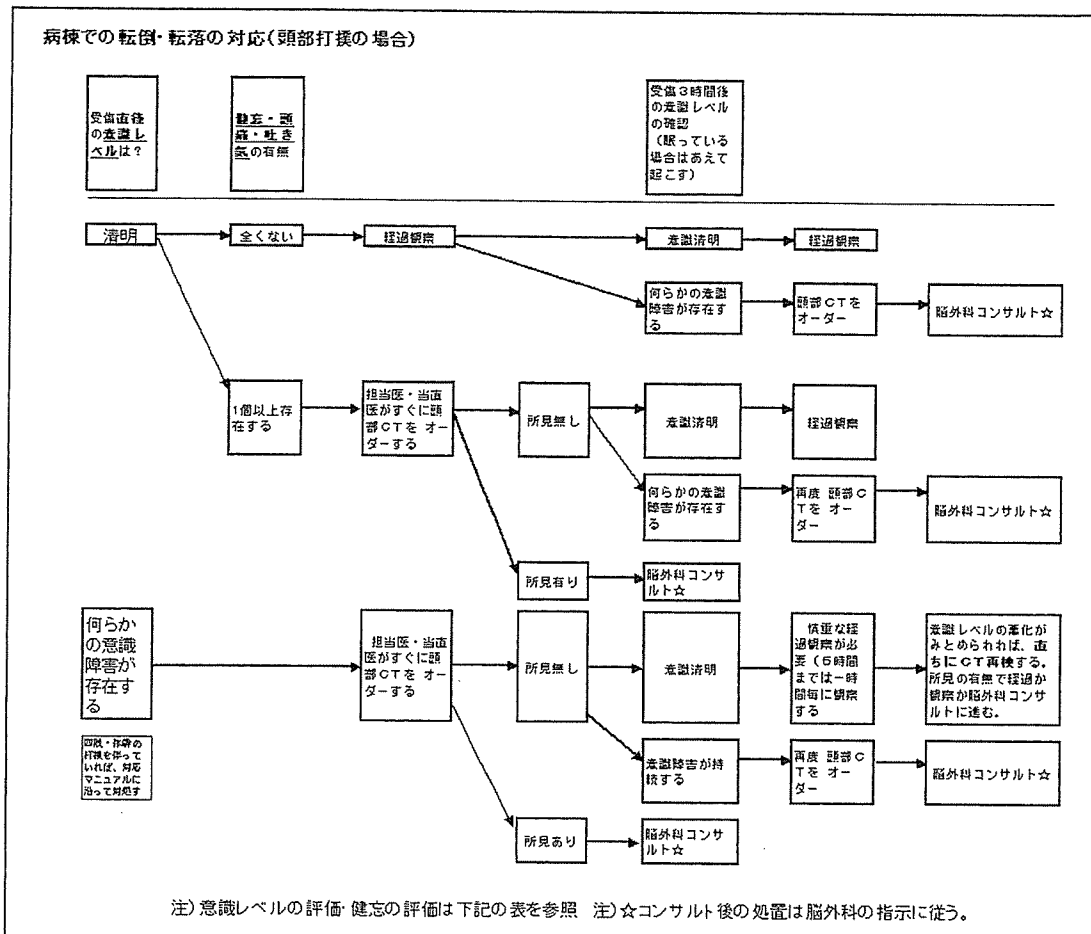 病棟での転倒・転落の対応(頭部打撲の場合)
受傷直後
の意識レ
ベルは?
健忘・頭
痛・吐き
気の有無
受傷3時間後
の意識レベル
の確認
(眠っている
場合はあえて
起こす)
清明
全くない
経過観察
意識清明
経過観察
何らかの意識
障害が存在す
る
頭部CTを
オーダー
脳外科コンサルト☆
1個以上存
在する
担当医・当直
医がすぐに頭
部CTを オー
ダーする
所見無し
意識清明
経過観察
何らかの意識
障害が存在す
る
再度 頭部C
Tを オー
ダー
脳外科コンサルト☆
所見有り
脳外科コンサ
ルト☆
何らか
の意識
障害が
存在す
る
担当医・当直
医がすぐに頭
部CTを オー
ダーする
所見無し
意識清明
慎重な経
過観察が必
要(6時間
までは一時
間毎に観察
する
意識レベルの悪化が
みとめられれば、直
ちにCT再検する。
所見の有無で経過か
観察か脳外科コンサ
ルトに進む。
四肢・体幹の
打撲を伴って
いれば、対応
マニュアルに
沿って対処す
意識障害が持
続する
再度 頭部C
Tを オー
ダー
脳外科コンサルト☆
所見あり
脳外科コンサ
ルト☆
注)意識レベルの評価・健忘の評価は下記の表を参照 注)☆コンサルト後の処置は脳外科の指示に従う。